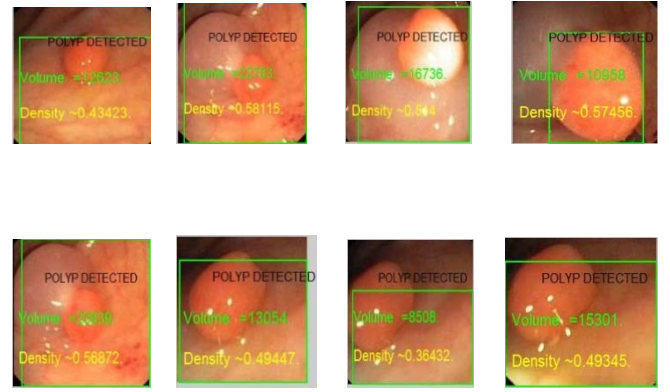 POLYP DETECTED
Volume =12623.
Density ~0.43423.
POLYP DETECTED
Volume
Density ~0.58115.
POLYP DETECTED
Volume =16736.
Density
POLYP DETECTED
Volume =10958.
Density ~0.57456.
POLYP DETECTED
Volume
Density ~0.56872.
POLYP DETECTED
Volume =13054.
Density ~0.49447.
POLYP DETECTED
Volume =8508.
Density ~0.36432.
POLYP DETECTED
Volume =15301.
Density ~0.49345.